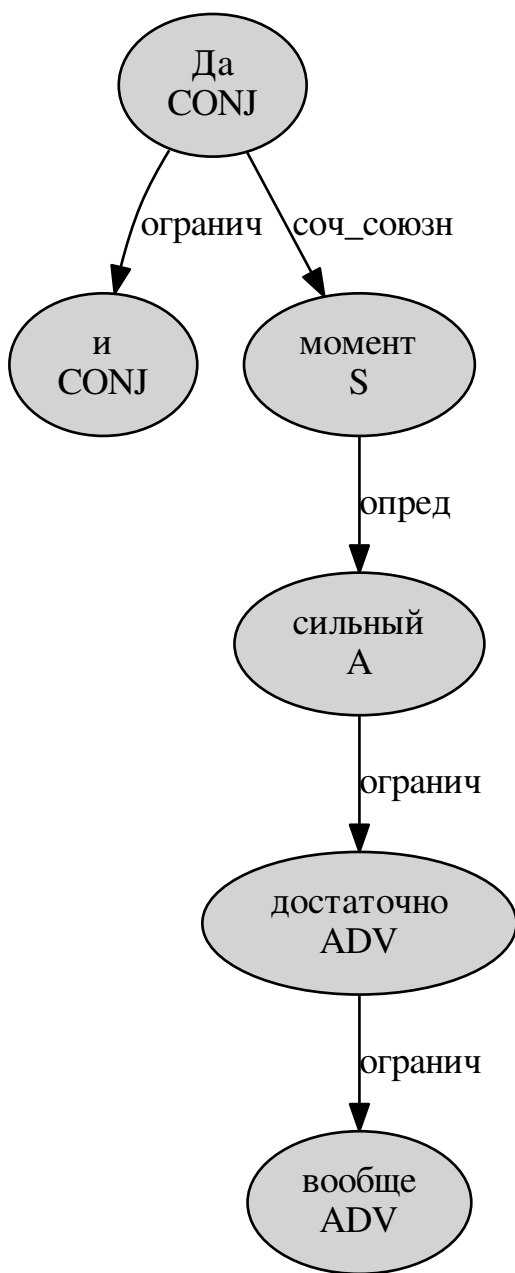 Да
CONJ
огранич
соч_союзн
и
CONJ
момент
S
опред
сильный
A
огранич
достаточно
ADV
огранич
вообще
ADV